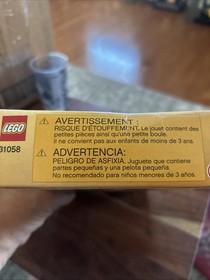 LEGO
31058
AVERTISSEMENT :
RISQUE D'ÉTOUFFEMENT. Le jouet contient des
petites pièces ainsi qu'une petite boule.
Il ne convient pas aux enfants de moins de 3 ans.
ADVERTENCIA:
PELIGRO DE ASFIXIA. Juguete que contiene
partes pequeñas y una pelota pequeña.
No recomendado para niños menores de 3 años.